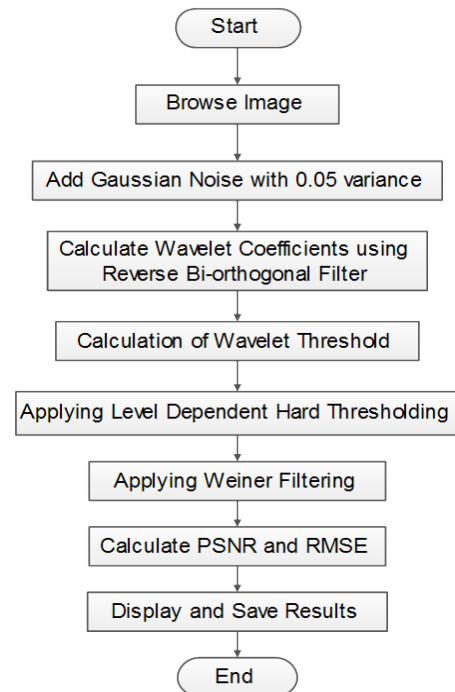 Start
Browse Image
Add Gaussian Noise with 0.05 variance
Calculate Wavelet Coefficients using
Reverse Bi-orthogonal Filter
Calculation of Wavelet Threshold
Applying Level Dependent Hard Thresholding
Applying Weiner Filtering
Calculate PSNR and RMSE
Display and Save Results
End